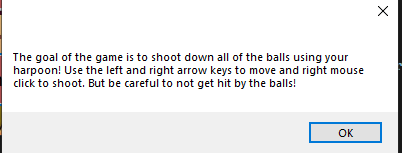 The goal of the game is to shoot down all of the balls using your
harpoon! Use the left and right arrow keys to move and right mouse
click to shoot. But be careful to not get hit by the balls!
OK